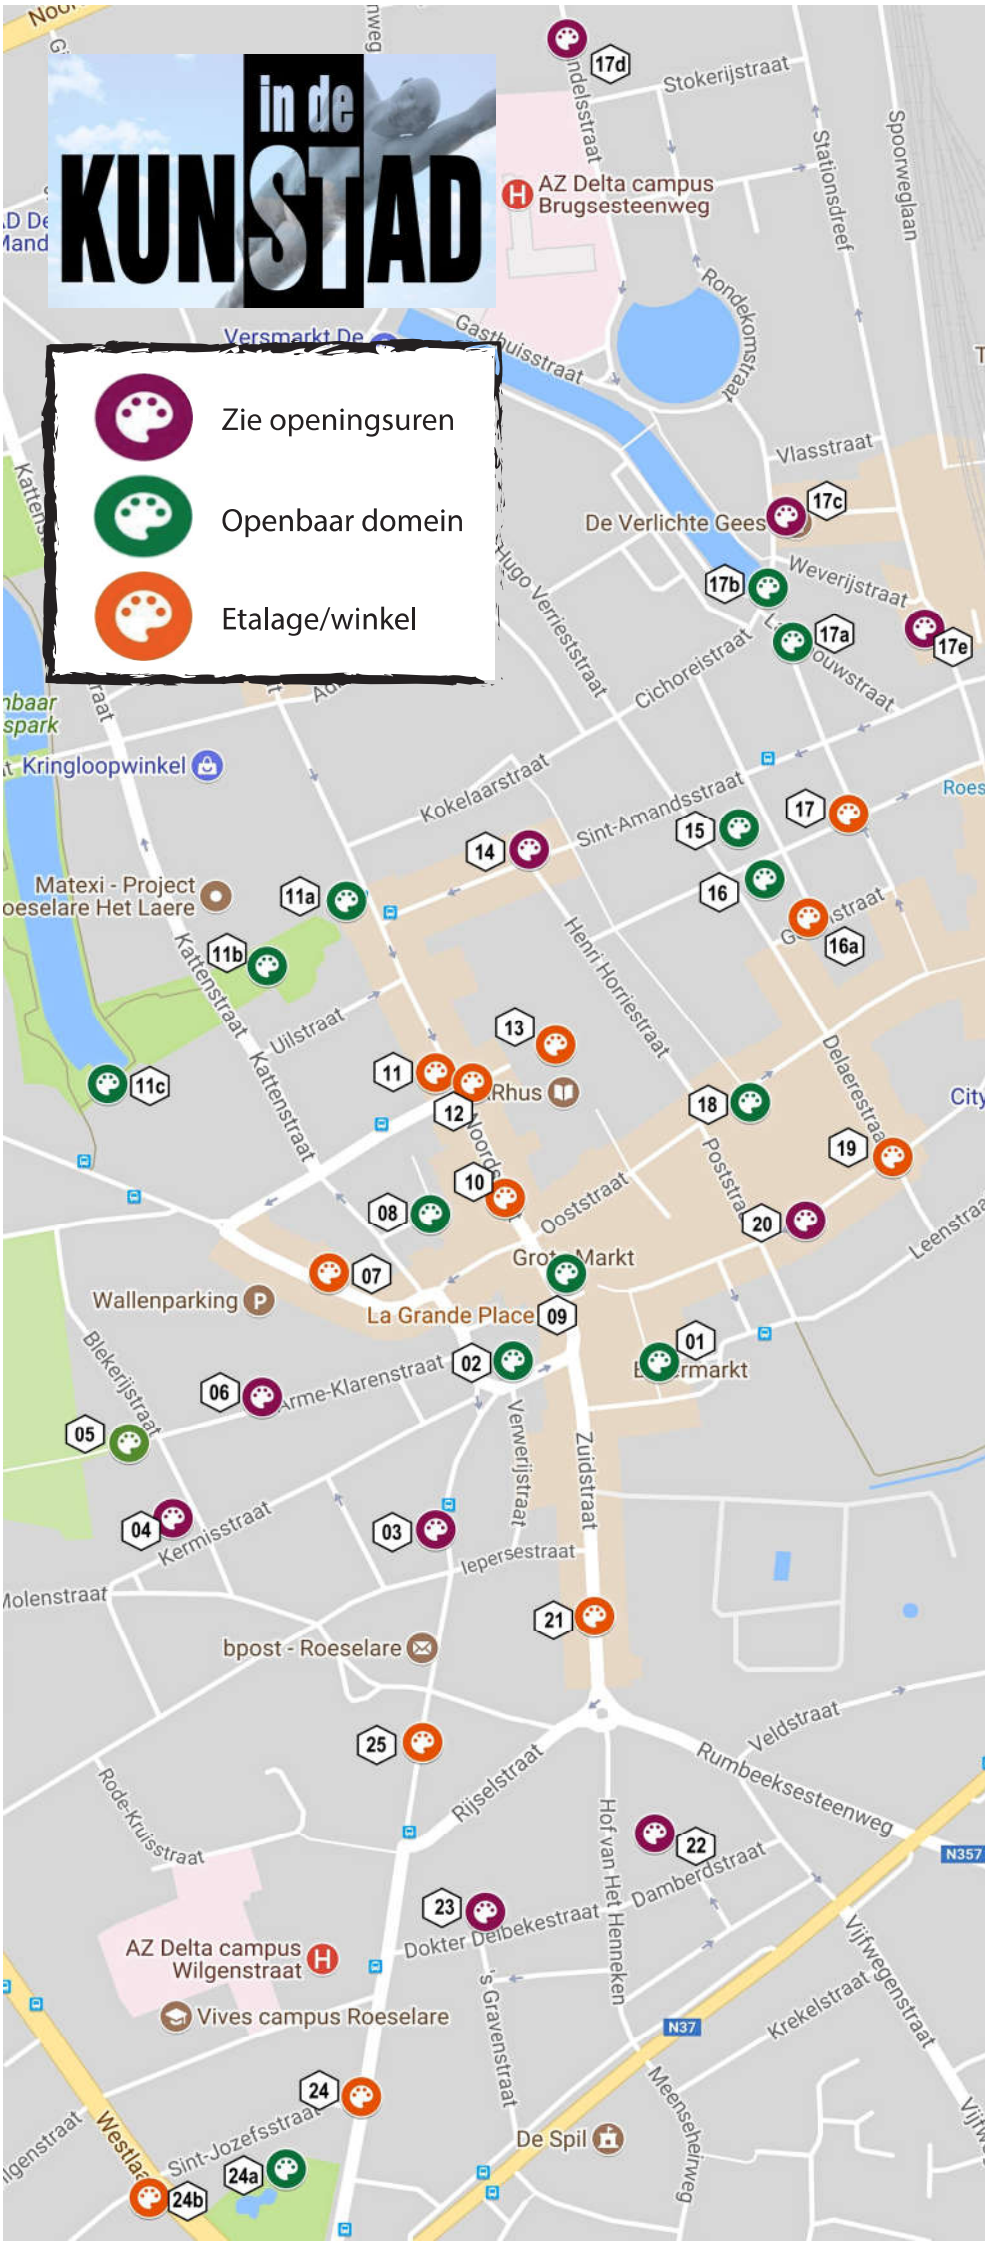 in de
KUNSTAD
Zie openingsuren
Openbaar domein
Etalage/winkel
17d
Stokerijstraat
Stationsdreef
Spoorweglaan
AZ Delta campus
Brugsesteenweg
Versmarkt De
Gasthuisstraat
Rondekomstraat
Vlasstraat
17c
De Verlichte Gees
Weverijstraat
17b
17a
17e
Hugo Verrieststraat
Cichoreistraat
Kringloopwinkel
Kokelaarstraat
Sint-Amandsstraat
14
15
17
16
16a
Matexi - Project
oeselare Het Laere
11a
11b
Kattenstraat
Uilstraat
Kattenstraat
Henri Horriestraat
Delaerestraat
13
11
12
Rhus
11c
18
City
19
Poststraat
10
08
Ooststraat
20
Leenstraat
Grote Markt
07
Wallenparking P
La Grande Place
09
01
02
Blekerijstraat
06
Arme-Klarenstraat
05
Verwerijstraat
Zuidstraat
04
Kermisstraat
03
Iepersestraat
Molenstraat
21
bpost - Roeselare
25
Veldstraat
Rijselstraat
Rumbeeksesteenweg
Rode-Kruisstraat
Hof van Het Henneken
22
N357
Damberdstraat
23
Dokter Delbekestraat
AZ Delta campus
Wilgenstraat
Vives campus Roeselare
's Gravenstraat
Vijfwegenstraat
Krekelstraat
N37
Meenseheirweg
24
De Spil
Sint-Jozefsstraat
24a
24b